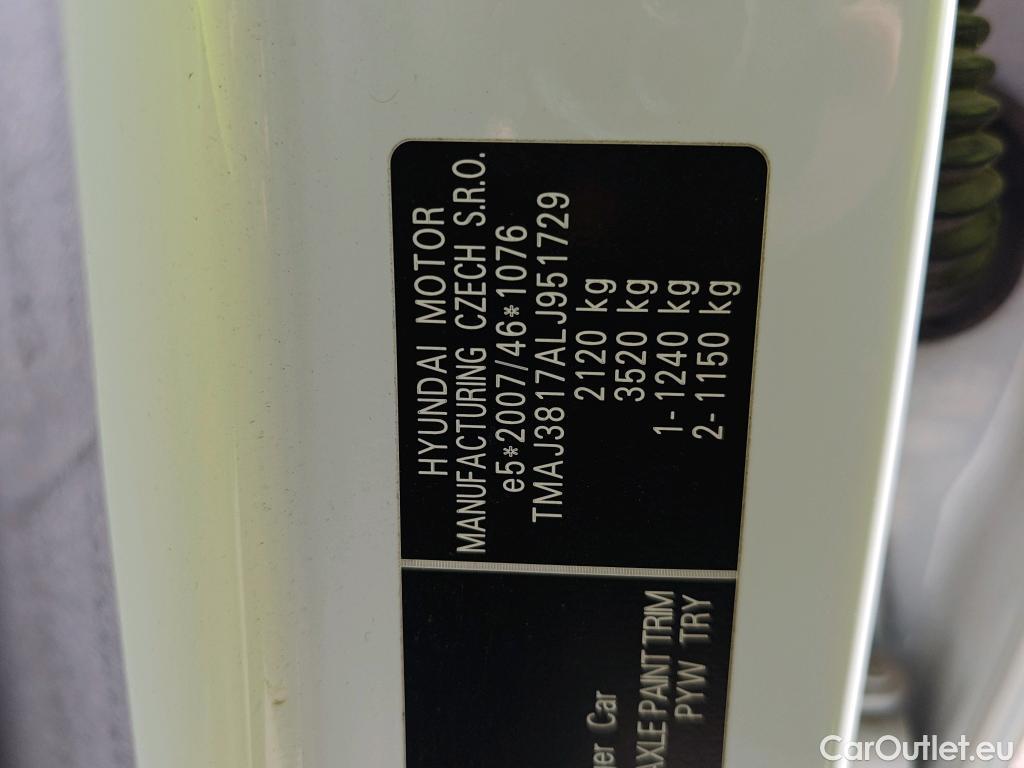 HYUNDAI MOTOR
MANUFACTURING CZECH S.R.O.
e5*2007/46*1076
TMAJ3817ALJ951729
2120 kg
3520 kg
1-1240 kg
2-1150 kg
Car
AXLE PAINT TRIM
PYW TRY
CarOutlet.eu